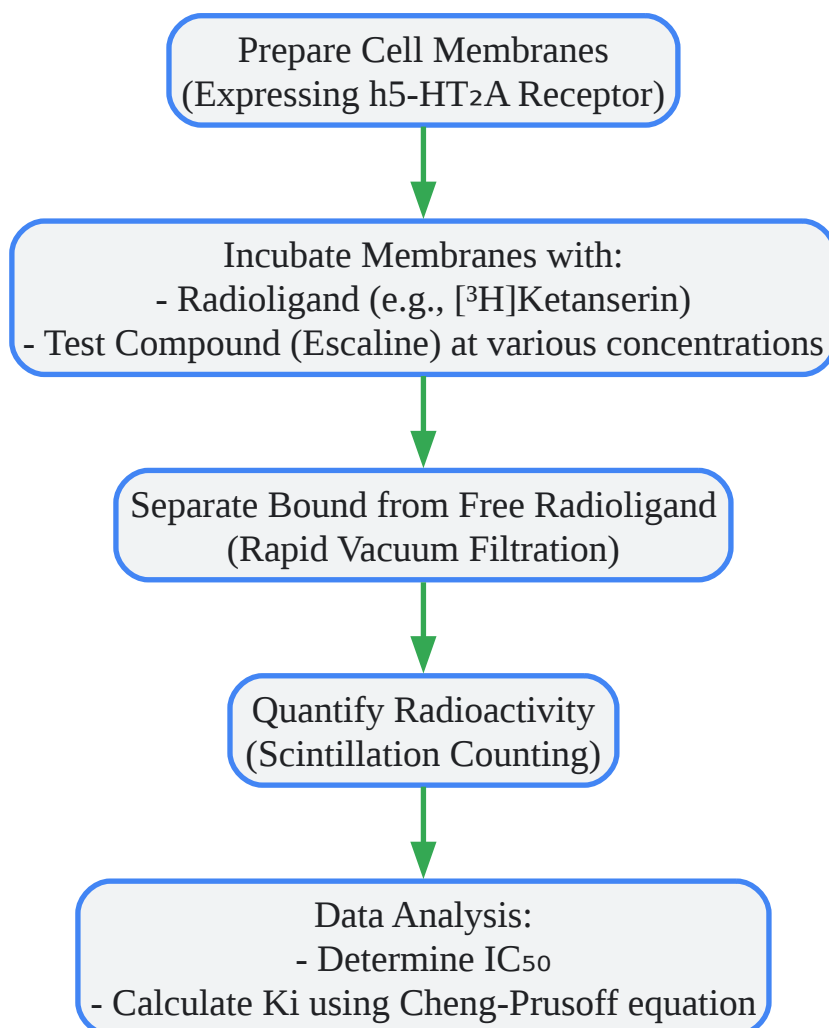 Prepare Cell Membranes
(Expressing h5-HT₂A Receptor)
Incubate Membranes with:
- Radioligand (e.g., [³H]Ketanserin)
- Test Compound (Escaline) at various concentrations
Separate Bound from Free Radioligand
(Rapid Vacuum Filtration)
Quantify Radioactivity
(Scintillation Counting)
Data Analysis:
- Determine IC₅₀
- Calculate Ki using Cheng-Prusoff equation